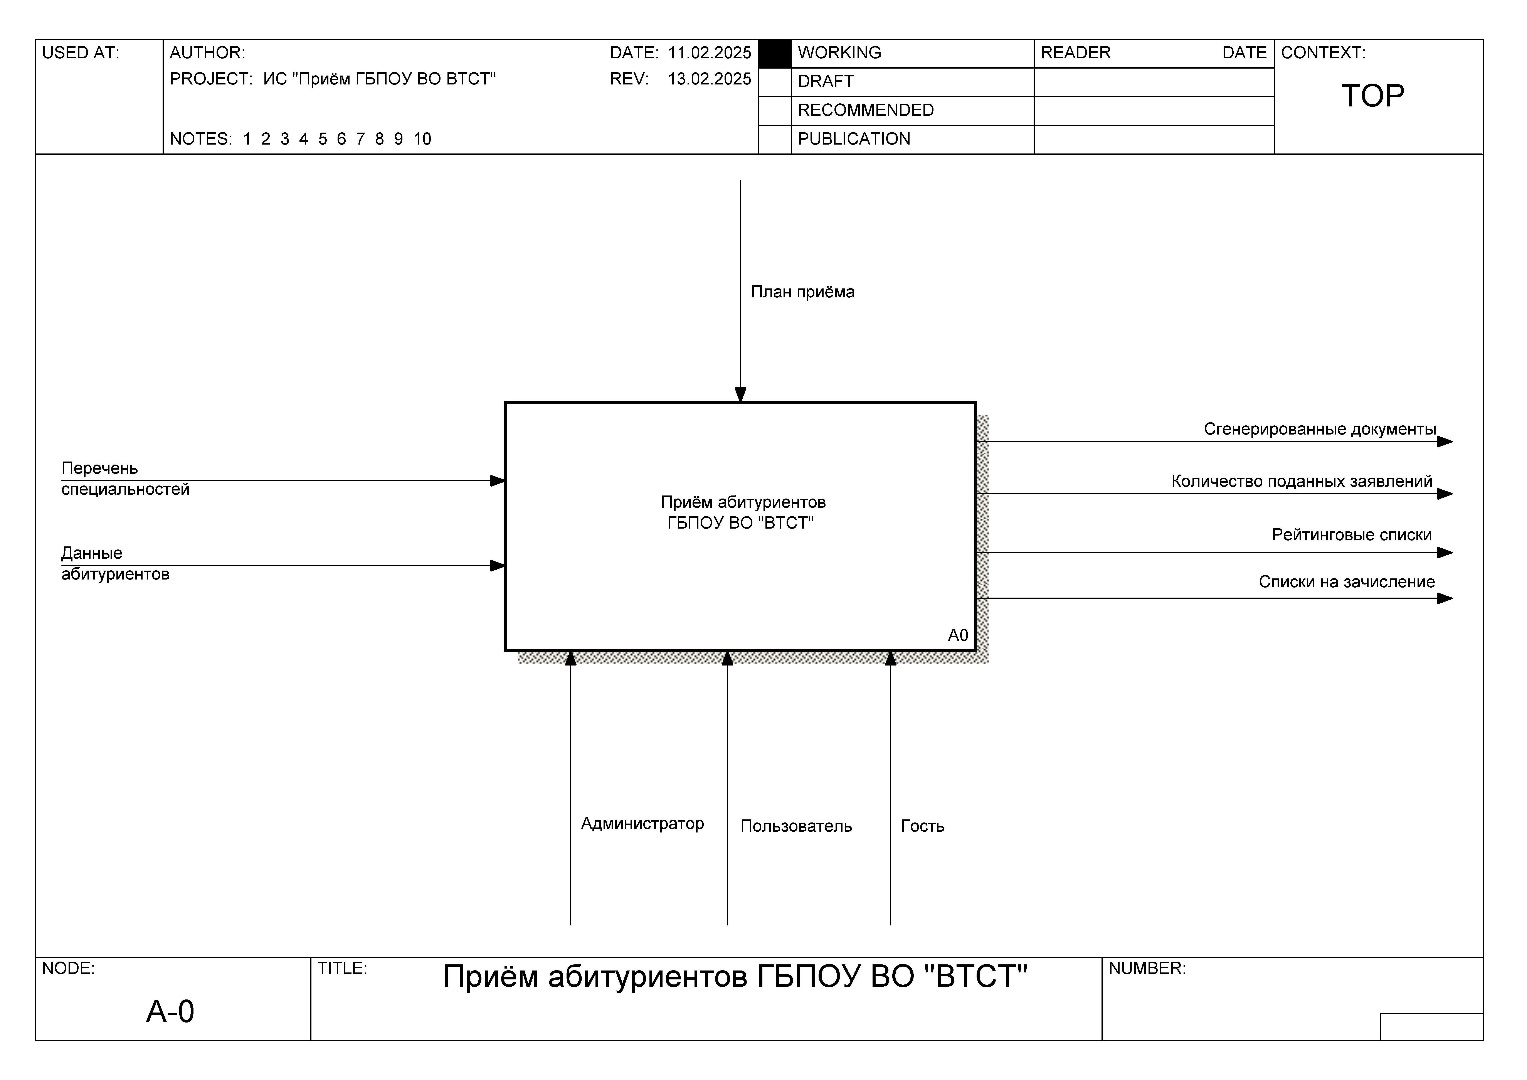 USED AT:
AUTHOR:
DATE: 11.02.2025
PROJECT: ИС "Приём ГБПОУ ВО ВТСТ"
REV: 13.02.2025
NOTES: 1 2 3 4 5 6 7 8 9 10
WORKING
DRAFT
RECOMMENDED
PUBLICATION
READER
DATE
CONTEXT:
TOP
План приёма
Перечень
специальностей
Данные
абитуриентов
Приём абитуриентов
ГБПОУ ВО "ВТСТ"
A0
Сгенерированные документы
Количество поданных заявлений
Рейтинговые списки
Списки на зачисление
Администратор
Пользователь
Гость
NODE:
A-0
TITLE:
Приём абитуриентов ГБПОУ ВО "ВТСТ"
NUMBER: